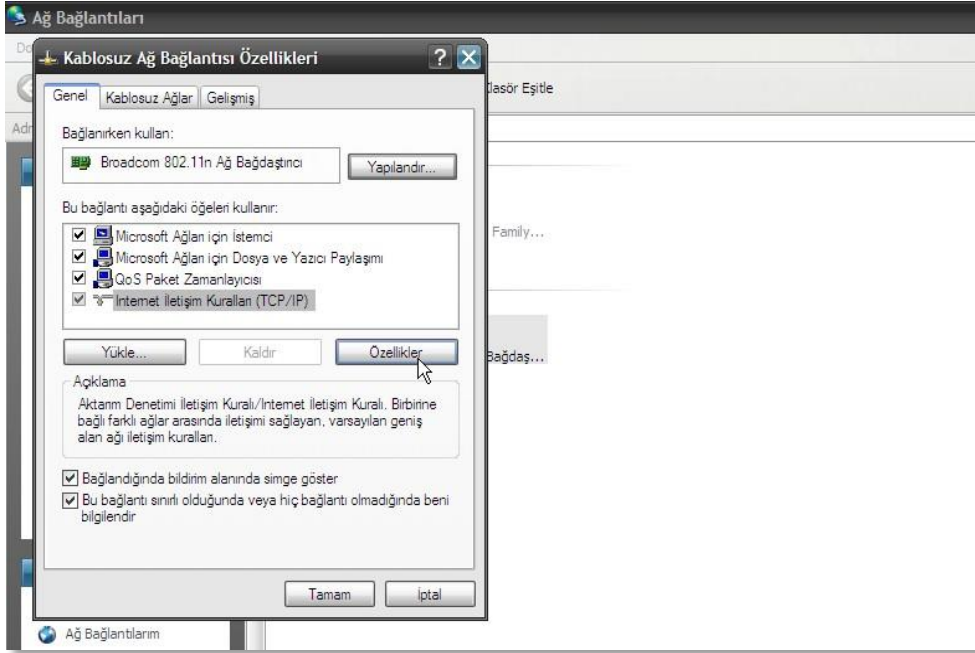 Ağ Bağlantıları
Kablosuz Ağ Bağlantısı Özellikleri
Genel Kablosuz Ağlar Gelişmiş
Klasör Eşitle
Bağlanırken kullan:
Broadcom 802.11n Ağ Bağdaştırıcı
Yapılandır...
Bu bağlantı aşağıdaki öğeleri kullanır:
Microsoft Ağları için İstemci
Family...
Microsoft Ağları için Dosya ve Yazıcı Paylaşımı
QoS Paket Zamanlayıcısı
Internet İletişim Kuralları (TCP/IP)
Yükle... Kaldır Özellikler
Bağdaş...
Açıklama
Aktarım Denetimi İletişim Kuralı/Internet İletişim Kuralı. Birbirine
bağlı farklı ağlar arasında iletişimi sağlayan, varsayılan geniş
alan ağı iletişim kuralları.
Bağlandığında bildirim alanında simge göster
Bu bağlantı sınırlı olduğunda veya hiç bağlantı olmadığında beni
bilgilendir
Tamam İptal
Ağ Bağlantılarım